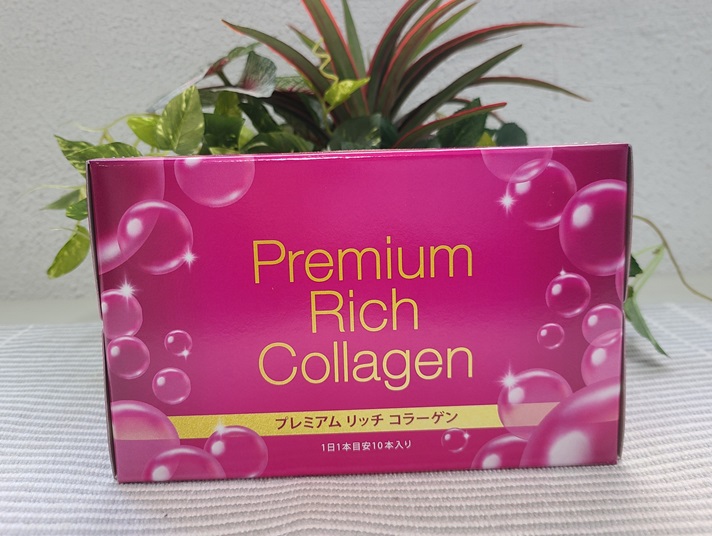 Premium
Rich
Collagen
プレミアム リッチ コラーゲン
1日1本目安10本入り